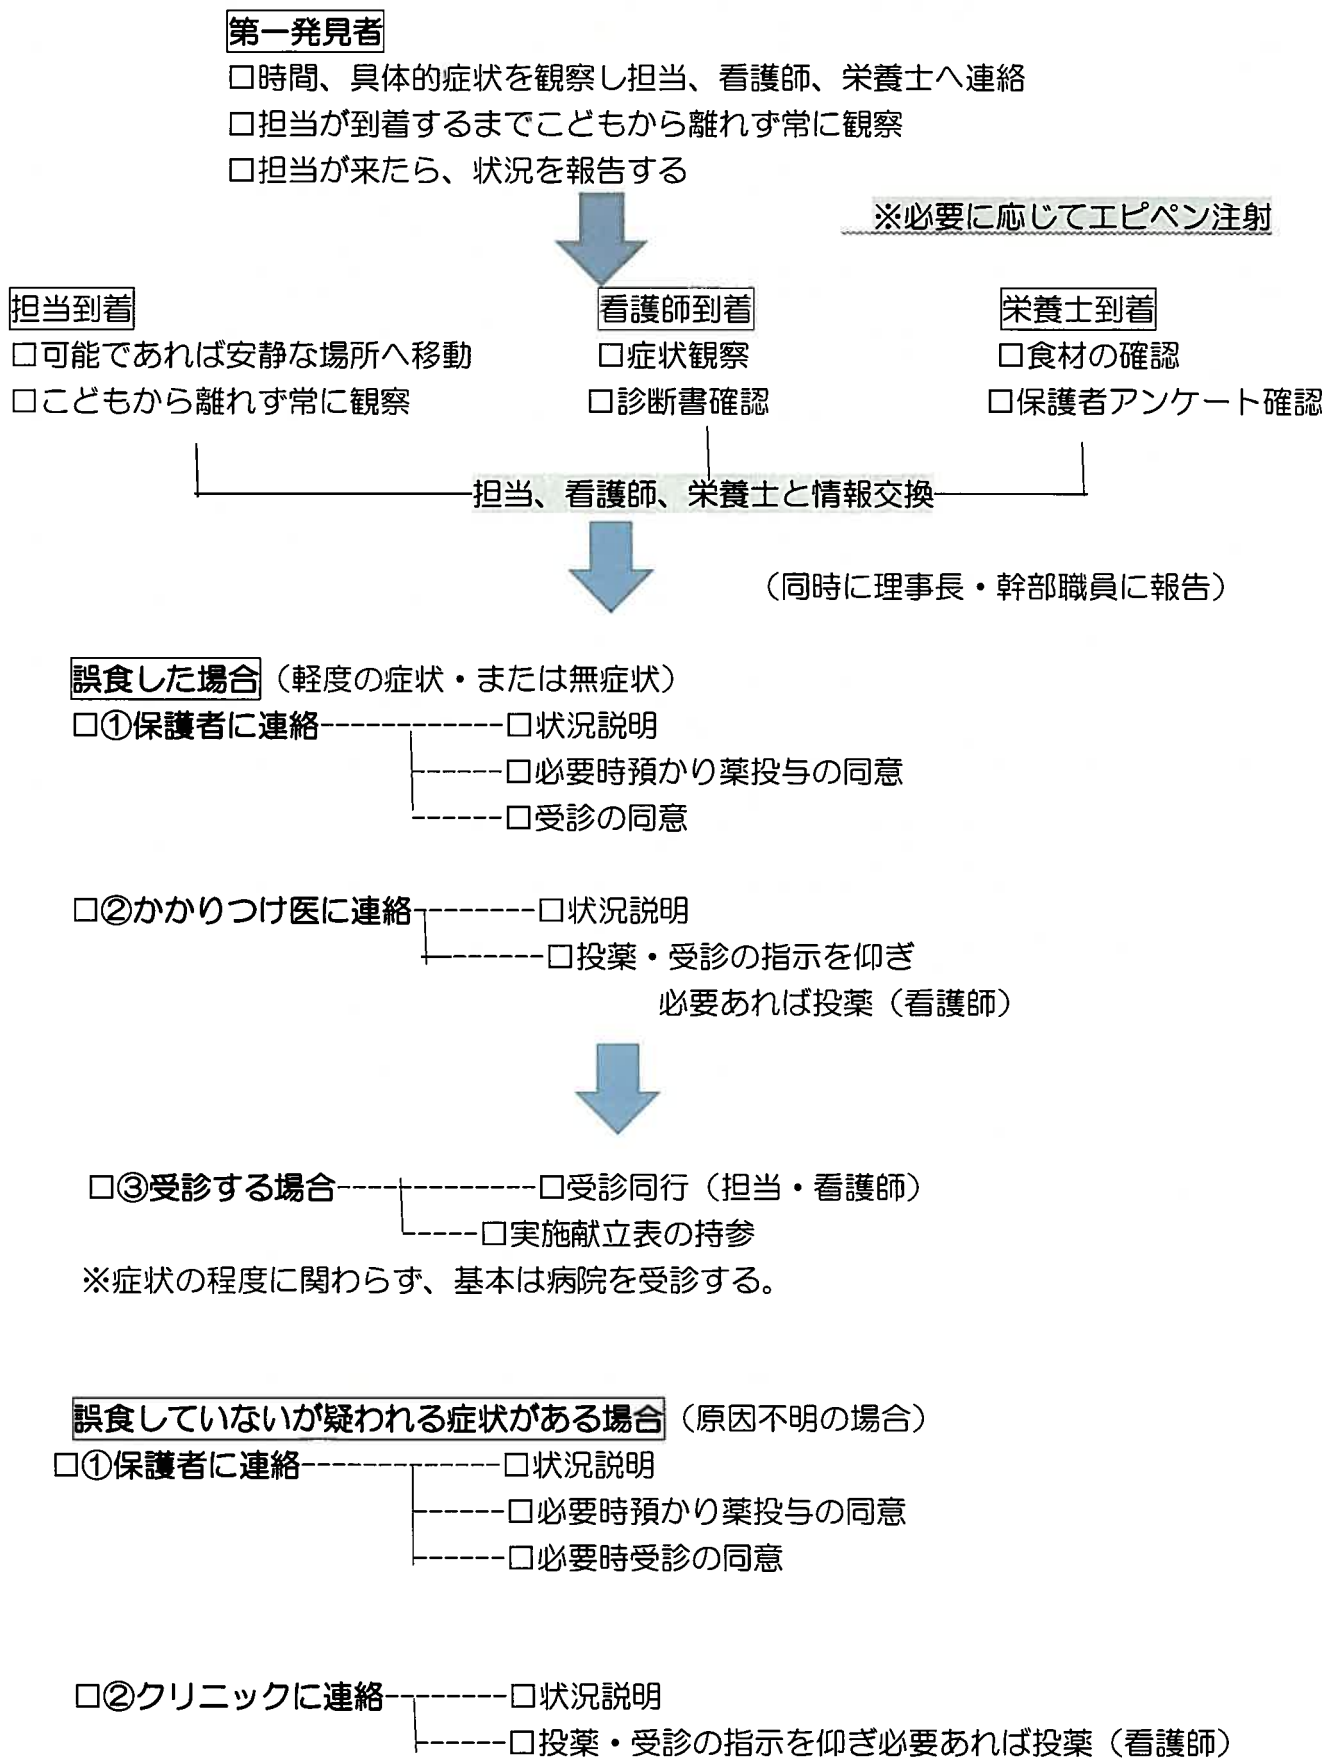 第一発見者
□時間、具体的症状を観察し担当、看護師、栄養士へ連絡
□担当が到着するまでこどもから離れず常に観察
□担当が来たら、状況を報告する
※必要に応じてエピペン注射
担当到着
□可能であれば安静な場所へ移動
□こどもから離れず常に観察
看護師到着
□症状観察
□診断書確認
栄養士到着
□食材の確認
□保護者アンケート確認
担当、看護師、栄養士と情報交換
（同時に理事長・幹部職員に報告）
誤食した場合（軽度の症状・または無症状）
□①保護者に連絡------------□状況説明
------□必要時預かり薬投与の同意
------□受診の同意
□②かかりつけ医に連絡--------□状況説明
------□投薬・受診の指示を仰ぎ
必要あれば投薬（看護師）
□③受診する場合-------------□受診同行（担当・看護師）
-----□実施献立表の持参
※症状の程度に関わらず、基本は病院を受診する。
誤食していないが疑われる症状がある場合（原因不明の場合）
□①保護者に連絡-------------□状況説明
------□必要時預かり薬投与の同意
------□必要時受診の同意
□②クリニックに連絡--------□状況説明
------□投薬・受診の指示を仰ぎ必要あれば投薬（看護師）